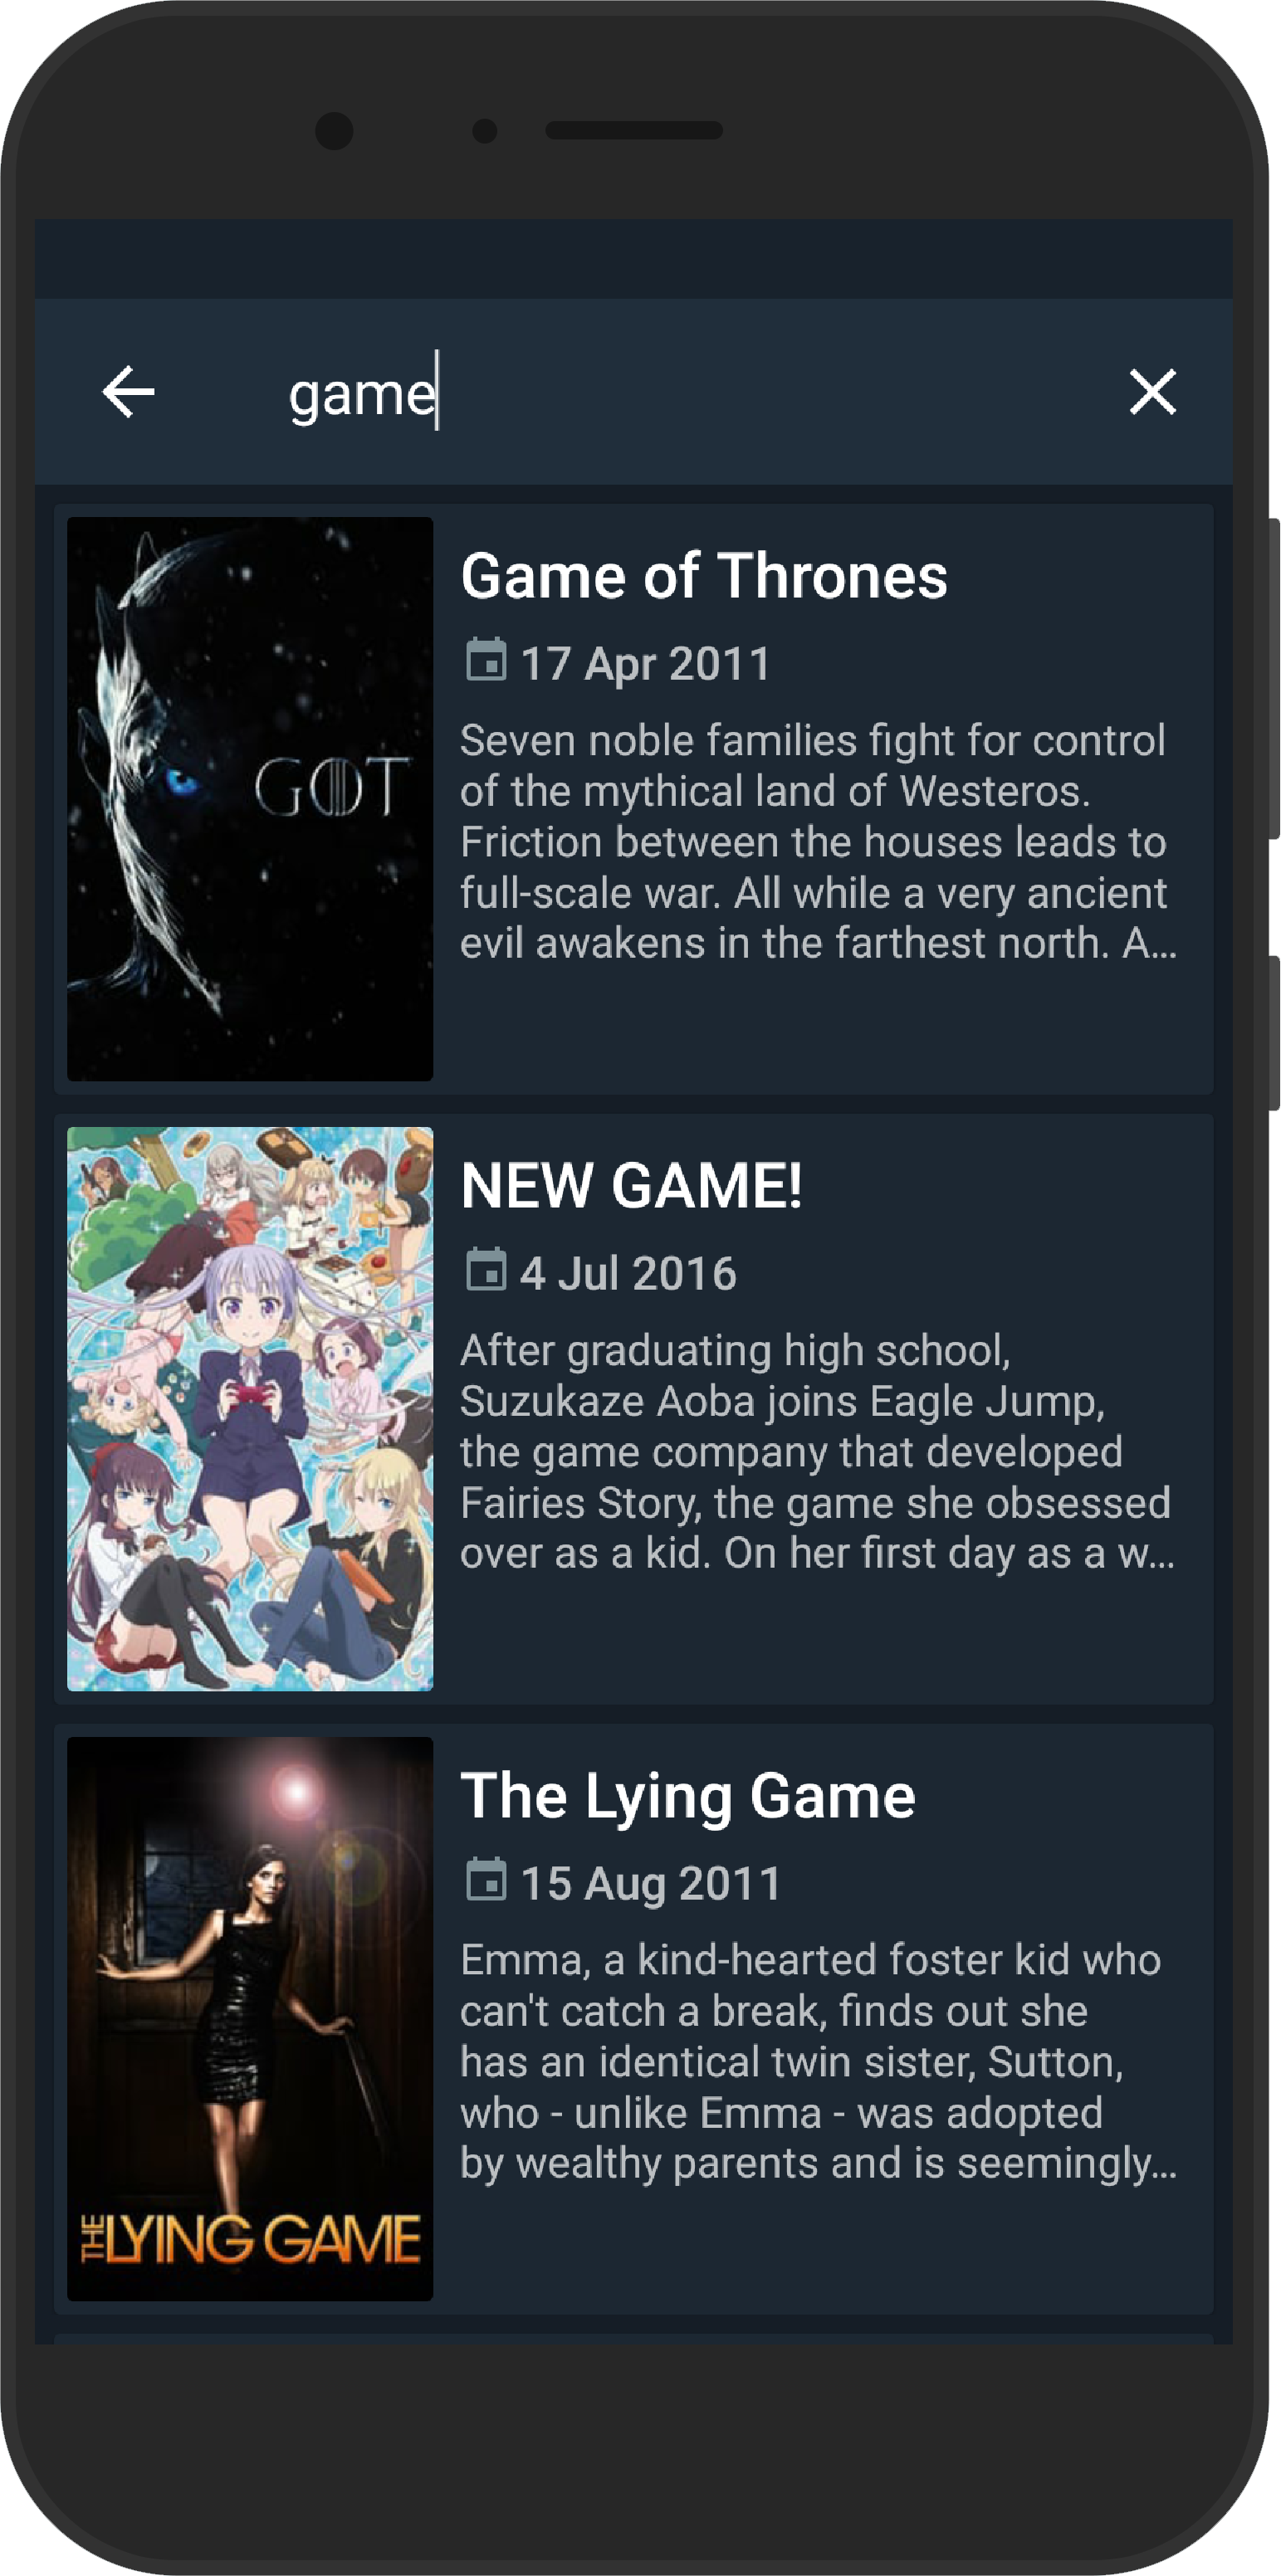 game
Game of Thrones
17 Apr 2011
Seven noble families fight for control
of the mythical land of Westeros.
Friction between the houses leads to
full-scale war. All while a very ancient
evil awakens in the farthest north. A...
GOT
NEW GAME!
4 Jul 2016
After graduating high school,
Suzukaze Aoba joins Eagle Jump,
the game company that developed
Fairies Story, the game she obsessed
over as a kid. On her first day as a w...
The Lying Game
15 Aug 2011
Emma, a kind-hearted foster kid who
can't catch a break, finds out she
has an identical twin sister, Sutton,
who - unlike Emma - was adopted
by wealthy parents and is seemingly...
THE LYING GAME